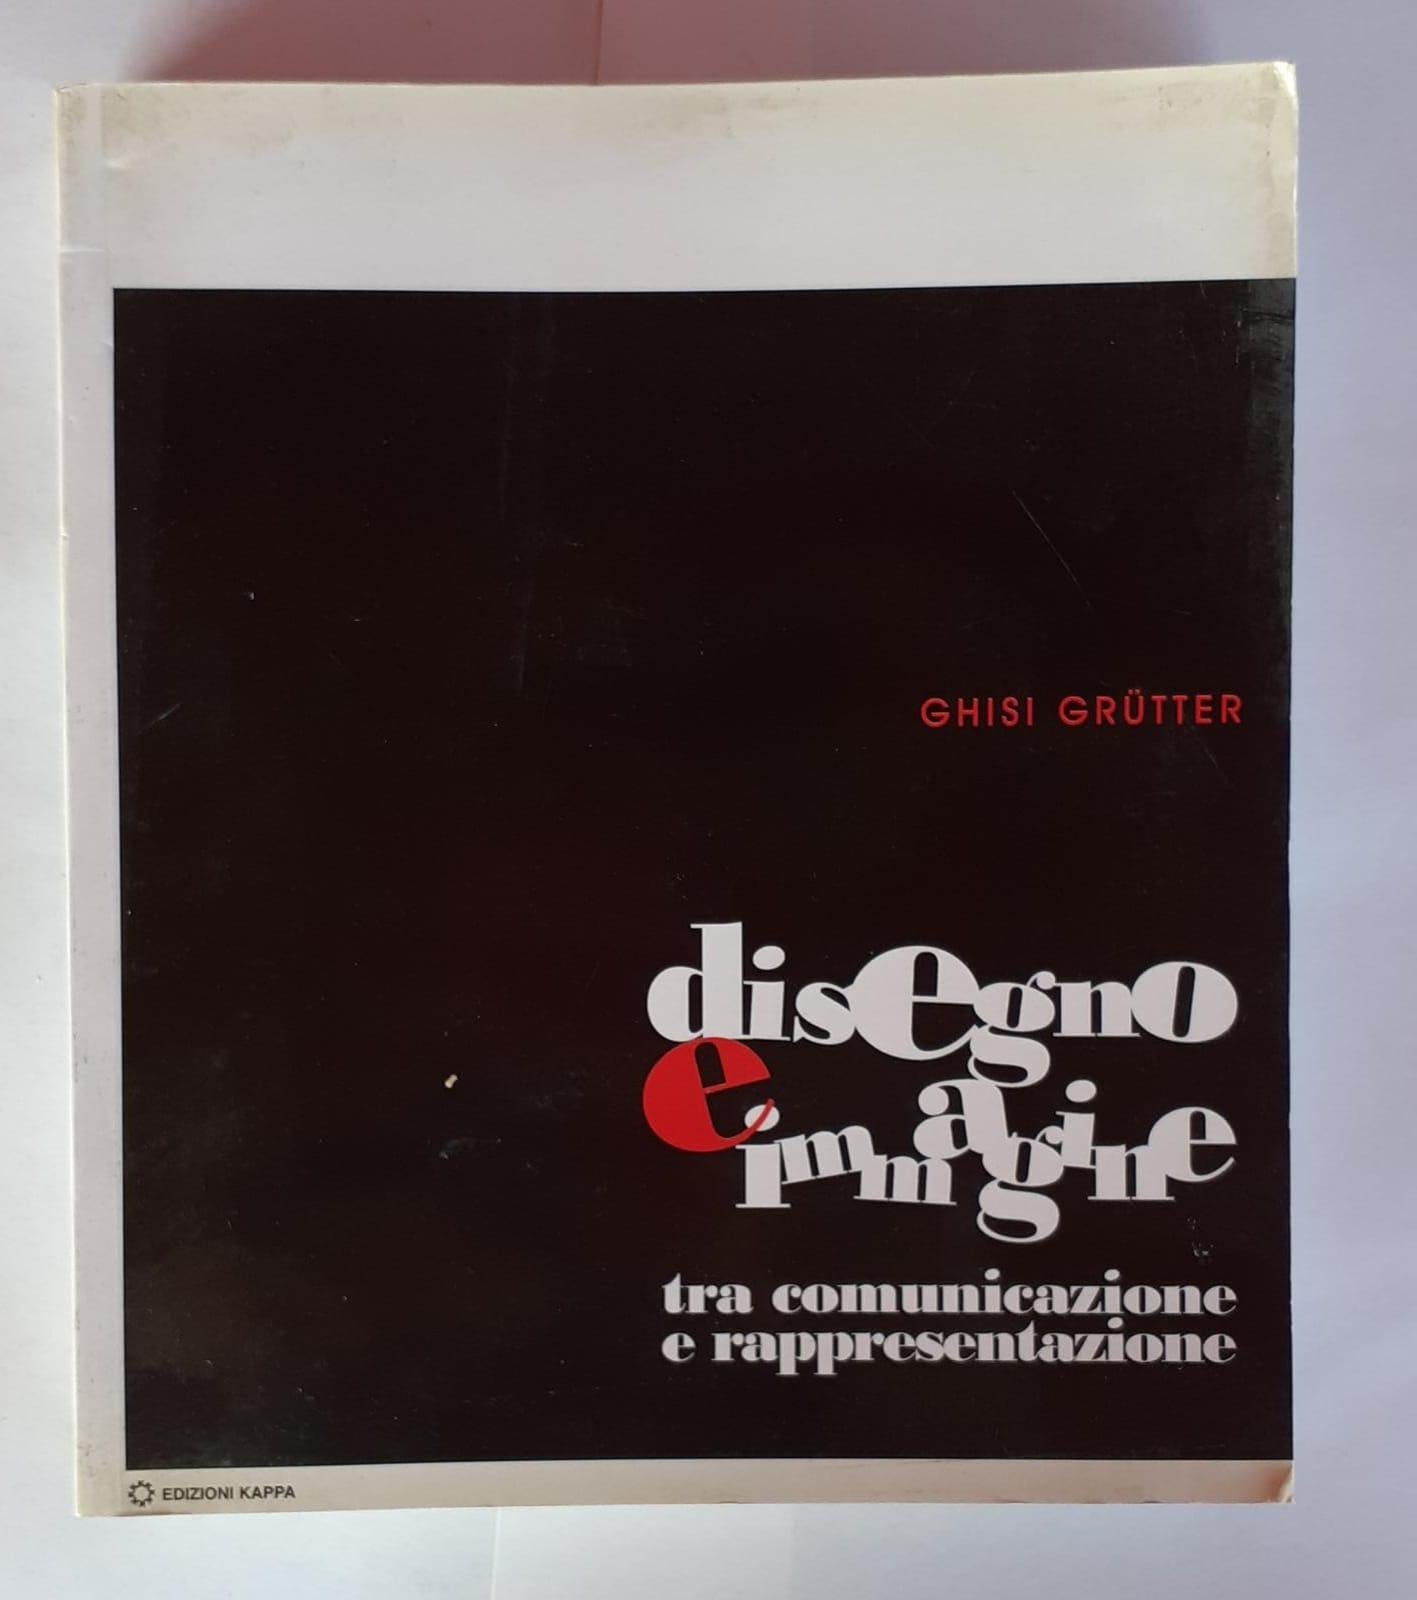 GHISI GRÜTTER
disegno
e immagine
tra comunicazione
e rappresentazione
EDIZIONI KAPPA